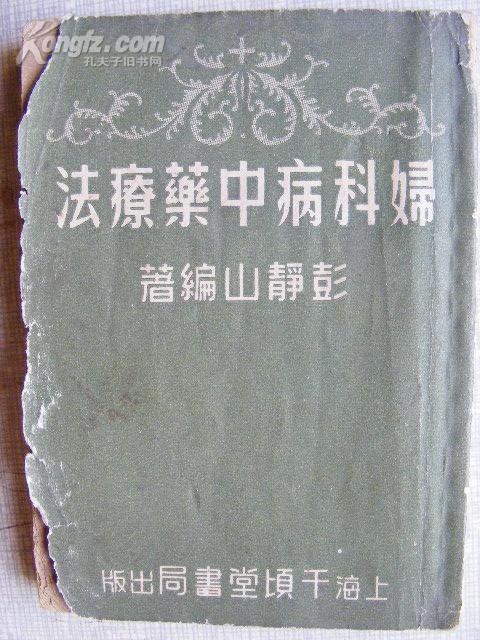 Kongfz.com
孔夫子旧书网
婦科病中藥療法
彭靜山編著
上海千頃堂書局出版